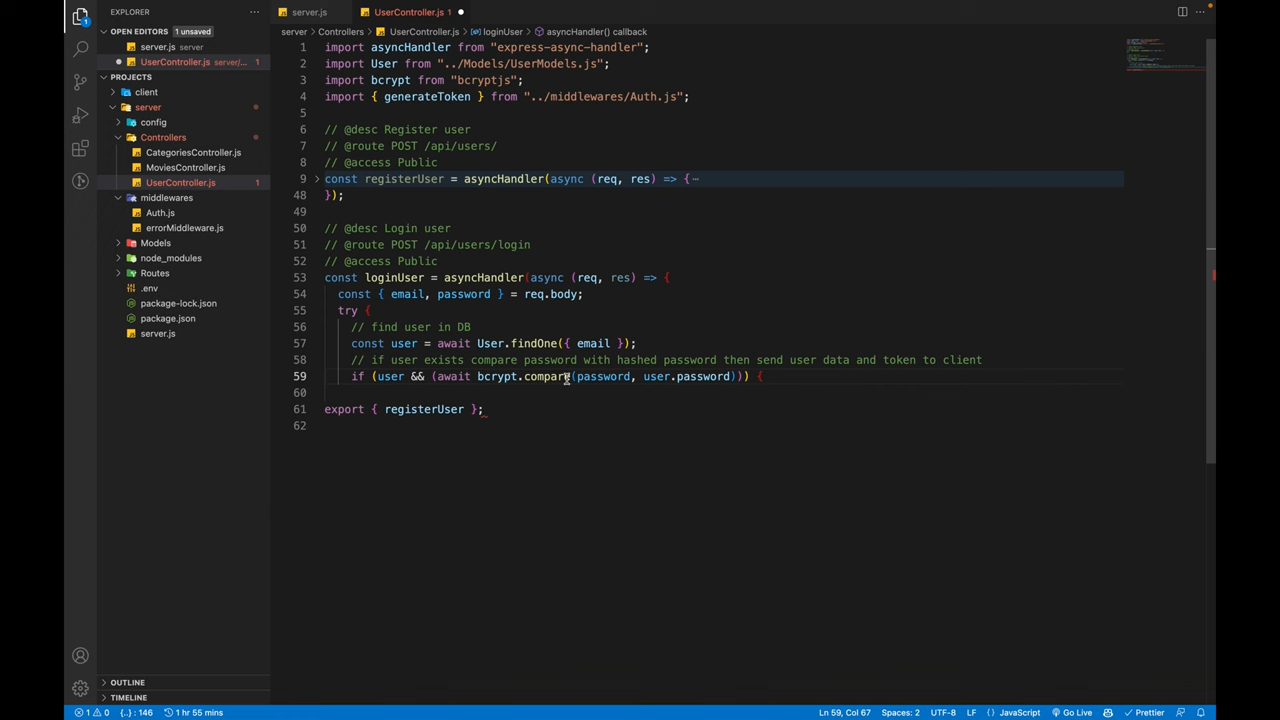 EXPLORER
OPEN EDITORS 1 unsaved
server.js server
UserController.js server/... 1
PROJECTS
client
server
config
Controllers
CategoriesController.js
MoviesController.js
UserController.js 1
middlewares
Auth.js
errorMiddleware.js
Models
node_modules
Routes
.env
package-lock.json
package.json
server.js
OUTLINE
TIMELINE
server.js
UserController.js 1
server > Controllers > UserController.js > loginUser > asyncHandler() callback
1 import asyncHandler from "express-async-handler";
2 import User from "../Models/UserModels.js";
3 import bcrypt from "bcryptjs";
4 import { generateToken } from "../middlewares/Auth.js";
5
6 // @desc Register user
7 // @route POST /api/users/
8 // @access Public
9 const registerUser = asyncHandler(async (req, res) => {
48 });
49
50 // @desc Login user
51 // @route POST /api/users/login
52 // @access Public
53 const loginUser = asyncHandler(async (req, res) => {
54 const { email, password } = req.body;
55 try {
56 // find user in DB
57 const user = await User.findOne({ email });
58 // if user exists compare password with hashed password then send user data and token to client
59 if (user && (await bcrypt.compare(password, user.password))) {
60
61 export { registerUser };
62
1 0 {..} : 146 1 hr 55 mins
Ln 59, Col 67 Spaces: 2 UTF-8 LF JavaScript Go Live Prettier